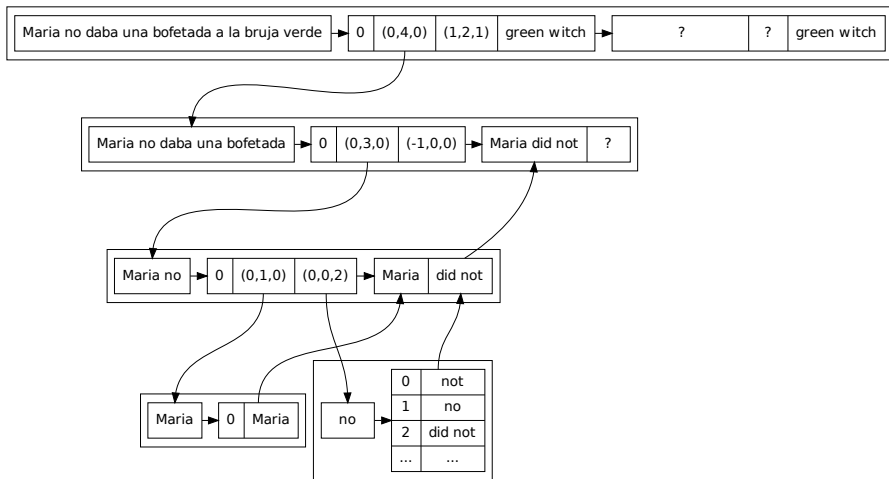 Maria no daba una bofetada a la bruja verde 0 (0,4,0) (1,2,1) green witch ? ? green witch
Maria no daba una bofetada 0 (0,3,0) (-1,0,0) Maria did not ?
Maria no 0 (0,1,0) (0,0,2) Maria did not
Maria 0 Maria
no
0 not
1 no
2 did not
... ...